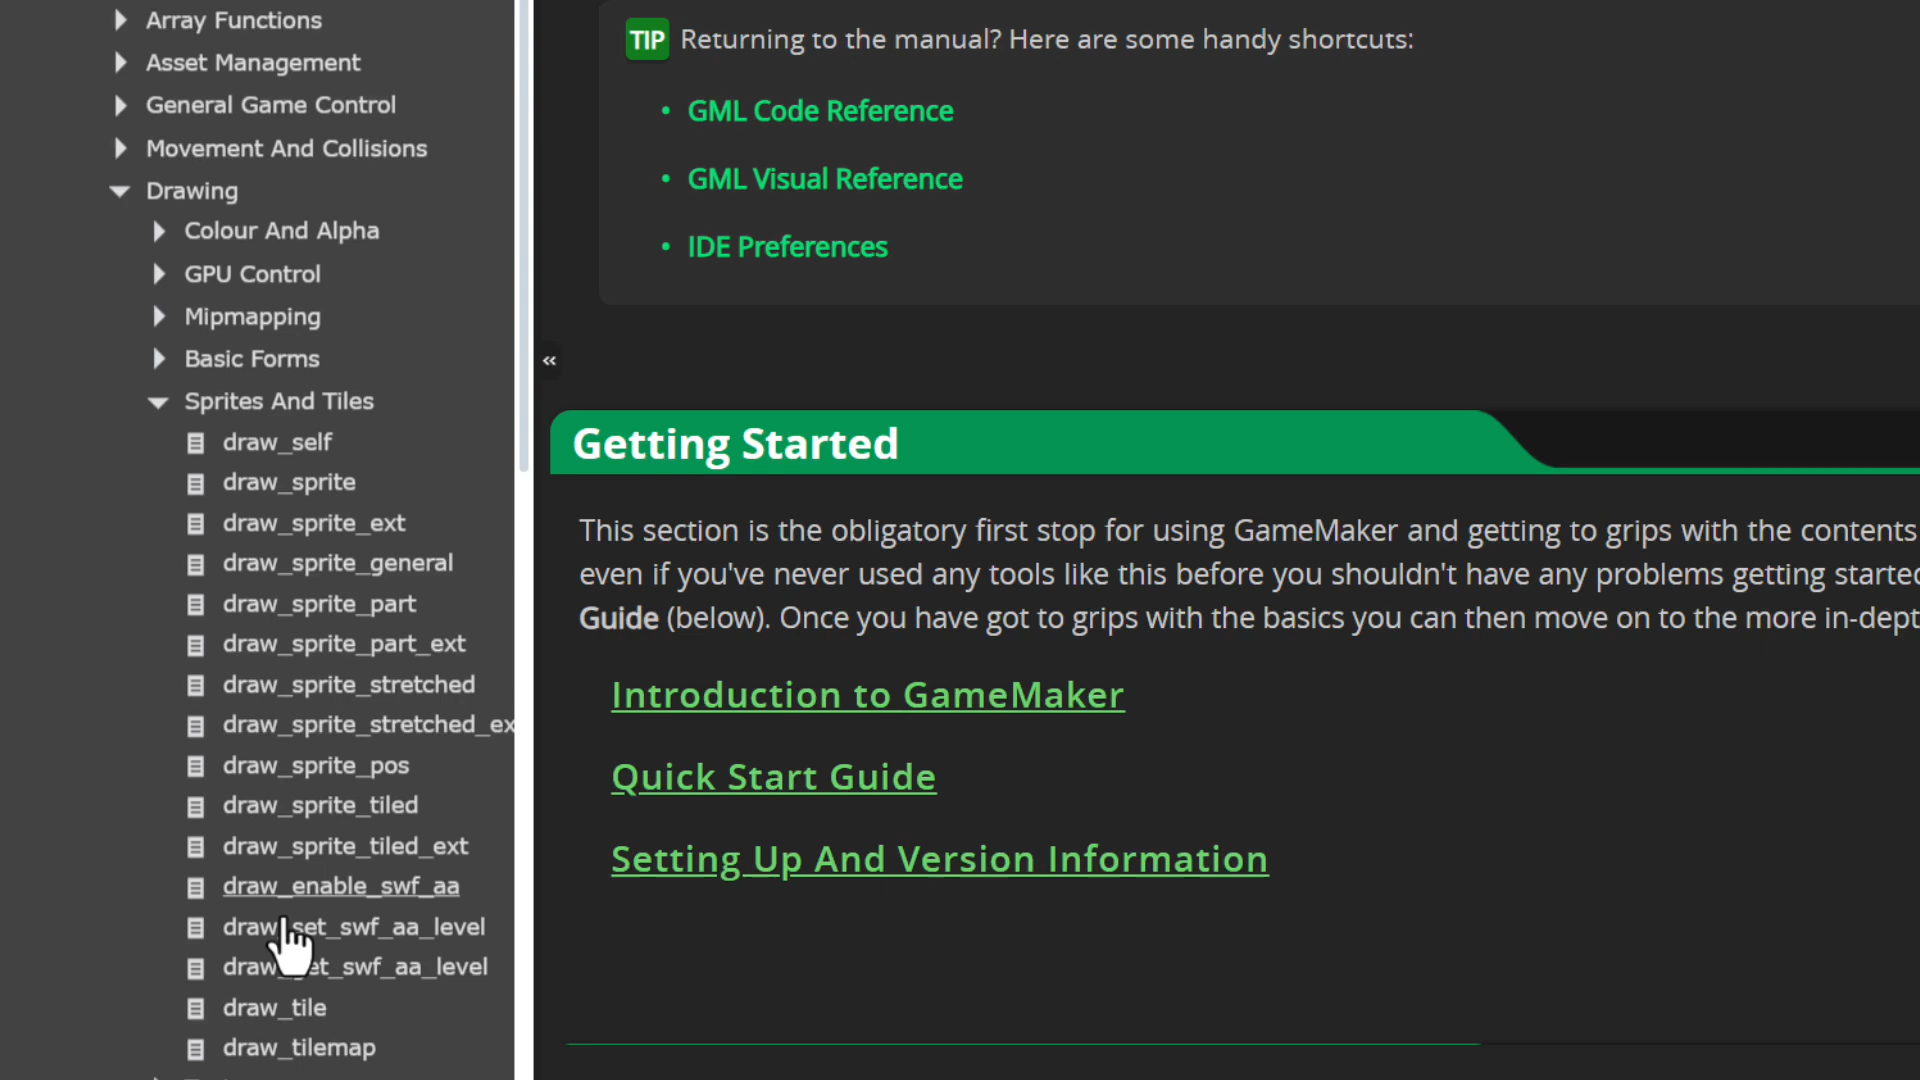 Array Functions
Asset Management
General Game Control
Movement And Collisions
Drawing
Colour And Alpha
GPU Control
Mipmapping
Basic Forms
Sprites And Tiles
draw_self
draw_sprite
draw_sprite_ext
draw_sprite_general
draw_sprite_part
draw_sprite_part_ext
draw_sprite_stretched
draw_sprite_stretched_ex
draw_sprite_pos
draw_sprite_tiled
draw_sprite_tiled_ext
draw_enable_swf_aa
draw_set_swf_aa_level
draw_get_swf_aa_level
draw_tile
draw_tilemap
TIP Returning to the manual? Here are some handy shortcuts:
• GML Code Reference
• GML Visual Reference
• IDE Preferences
«
Getting Started
This section is the obligatory first stop for using GameMaker and getting to grips with the contents
even if you've never used any tools like this before you shouldn't have any problems getting started
Guide (below). Once you have got to grips with the basics you can then move on to the more in-dept
Introduction to GameMaker
Quick Start Guide
Setting Up And Version Information